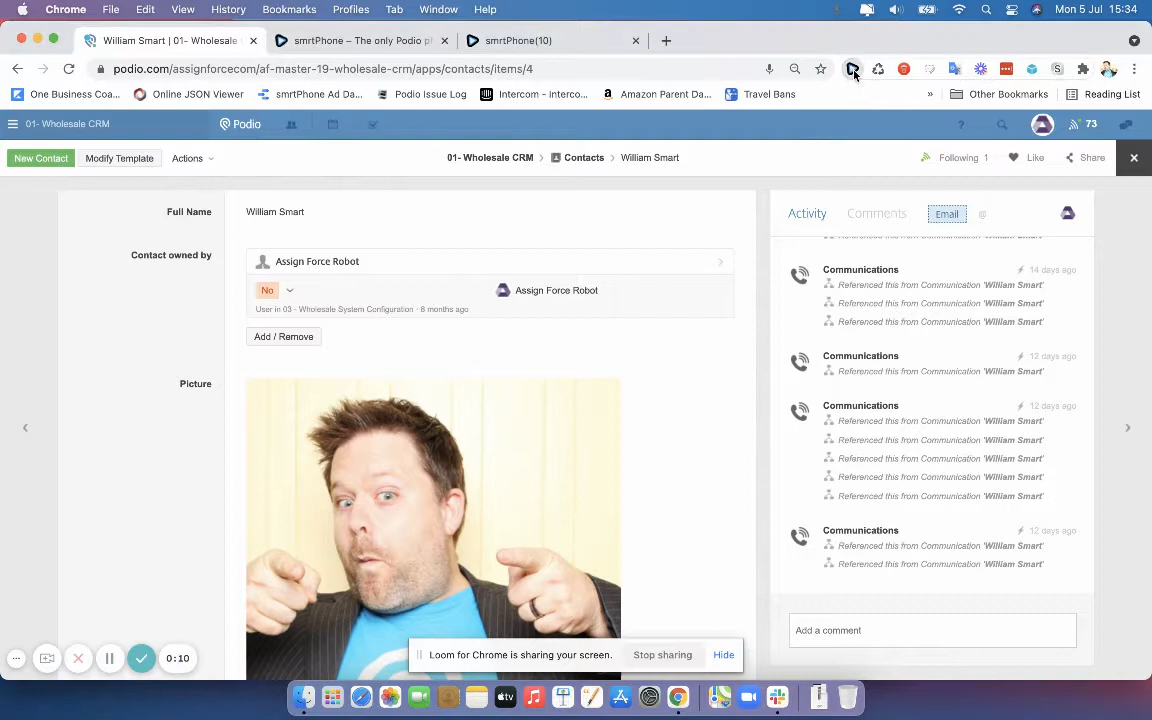 Chrome File Edit View History Bookmarks Profiles Tab Window Help Mon 5 Jul 15:34
William Smart | 01- Wholesale smrtPhone – The only Podio p smrtPhone(10)
podio.com/assignforcecom/af-master-19-wholesale-crm/apps/contacts/items/4
One Business Coa... Online JSON Viewer smrtPhone Ad Da... Podio Issue Log Intercom - Interco... Amazon Parent Da... Travel Bans » Other Bookmarks Reading List
01- Wholesale CRM Podio ? 73
New Contact Modify Template Actions 01- Wholesale CRM Contacts William Smart Following 1 Like Share
Full Name William Smart
Activity Comments Email @
Contact owned by Assign Force Robot
No Assign Force Robot
User in 03 - Wholesale System Configuration · 8 months ago
Add / Remove
Picture
Referenced this from Communication 'William Smart'
Communications 14 days ago
Referenced this from Communication 'William Smart'
Referenced this from Communication 'William Smart'
Referenced this from Communication 'William Smart'
Communications 12 days ago
Referenced this from Communication 'William Smart'
Communications 12 days ago
Referenced this from Communication 'William Smart'
Referenced this from Communication 'William Smart'
Referenced this from Communication 'William Smart'
Referenced this from Communication 'William Smart'
Referenced this from Communication 'William Smart'
Communications 12 days ago
Referenced this from Communication 'William Smart'
Referenced this from Communication 'William Smart'
Add a comment
Loom for Chrome is sharing your screen. Stop sharing Hide
0:10
tv